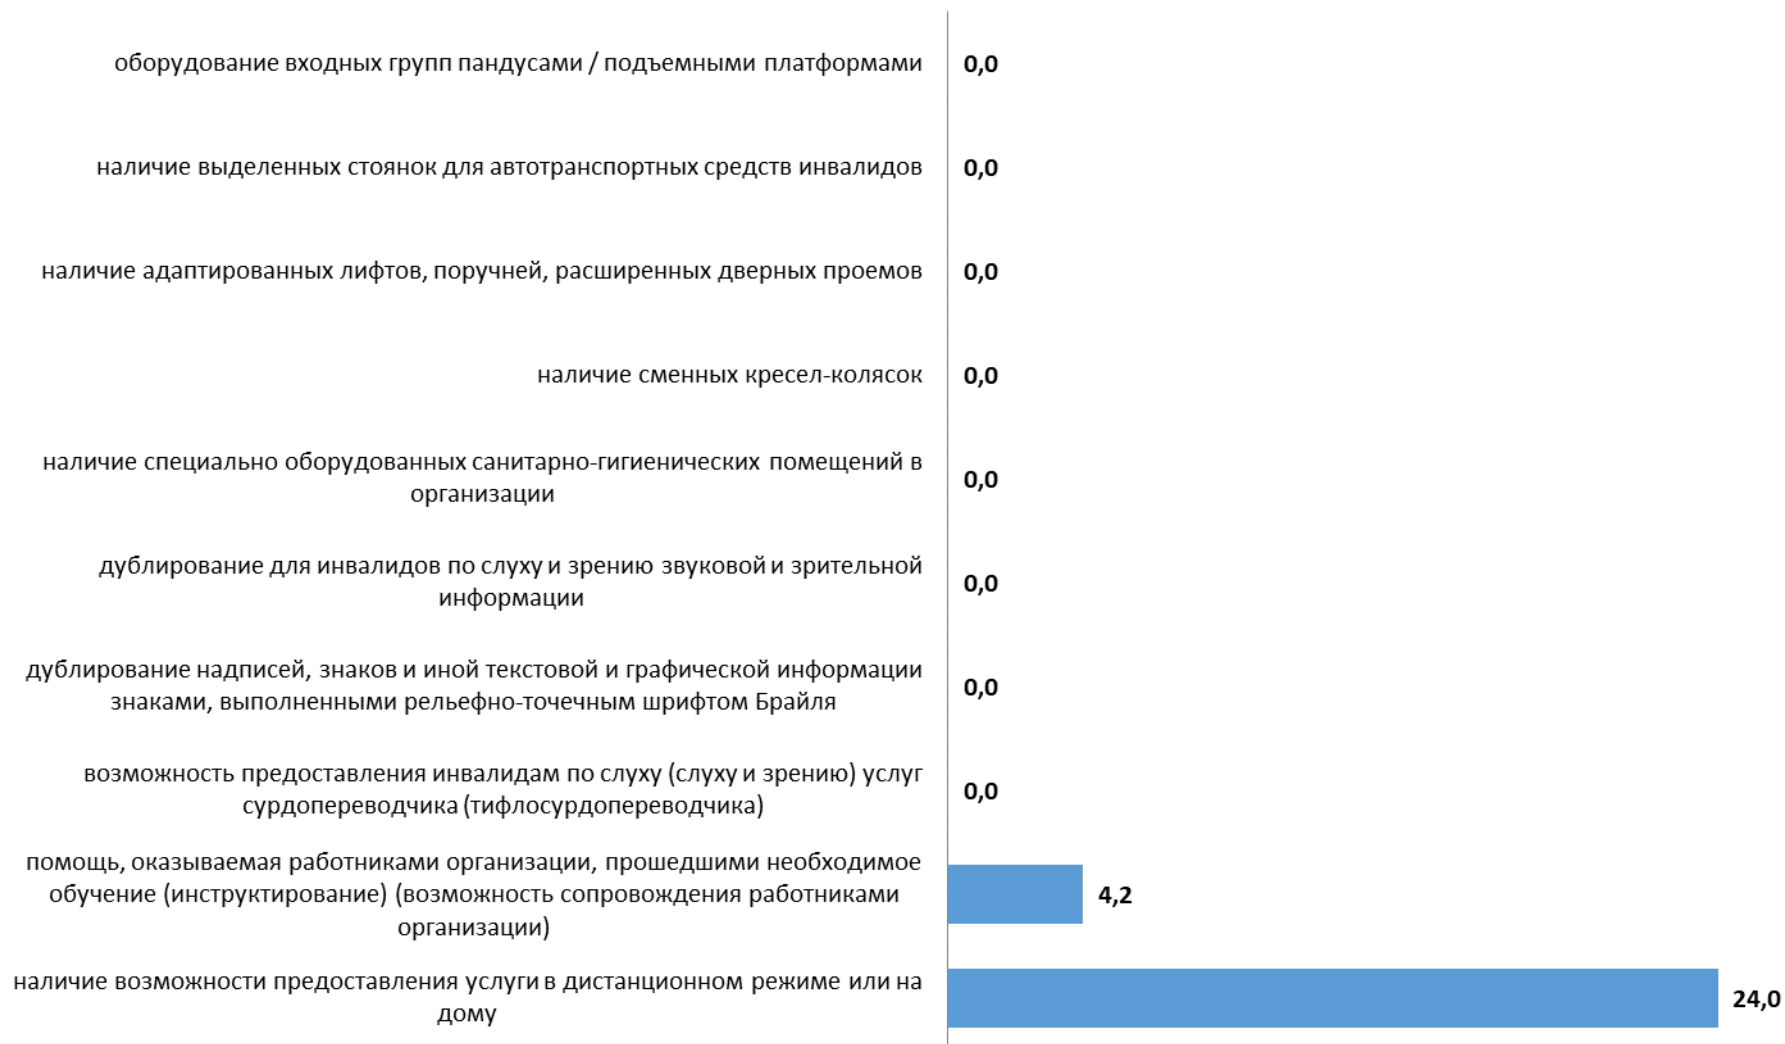 оборудование входных групп пандусами / подъемными платформами
0,0
наличие выделенных стоянок для автотранспортных средств инвалидов
0,0
наличие адаптированных лифтов, поручней, расширенных дверных проемов
0,0
наличие сменных кресел-колясок
0,0
наличие специально оборудованных санитарно-гигиенических помещений в
организации
0,0
дублирование для инвалидов по слуху и зрению звуковой и зрительной
информации
0,0
дублирование надписей, знаков и иной текстовой и графической информации
знаками, выполненными рельефно-точечным шрифтом Брайля
0,0
возможность предоставления инвалидам по слуху (слуху и зрению) услуг
сурдопереводчика (тифлосурдопереводчика)
0,0
помощь, оказываемая работниками организации, прошедшими необходимое
обучение (инструктирование) (возможность сопровождения работниками
организации)
4,2
наличие возможности предоставления услуги в дистанционном режиме или на
дому
24,0